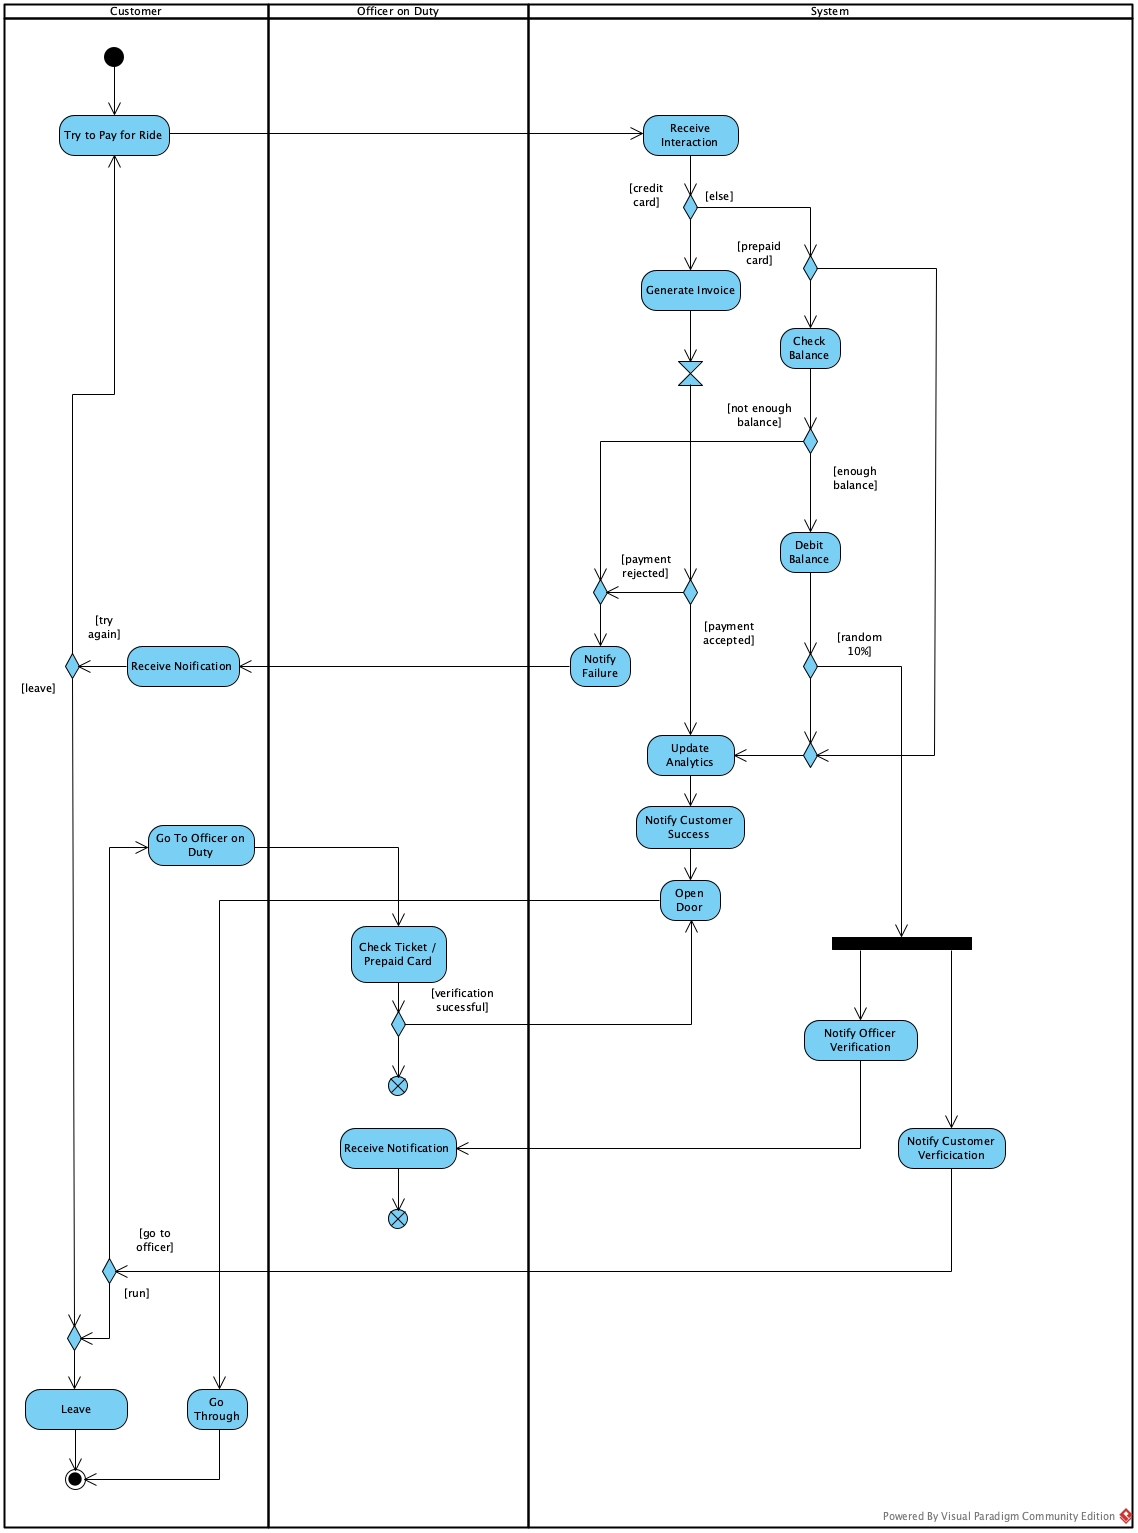 Customer
Officer on Duty
System
Try to Pay for Ride
Receive
Interaction
[credit
card]
[else]
[prepaid
card]
Generate Invoice
Check
Balance
[not enough
balance]
[enough
balance]
Debit
Balance
[payment
rejected]
[try
again]
[payment
accepted]
[random
10%]
Receive Noification
Notify
Failure
[leave]
Update
Analytics
Notify Customer
Success
Go To Officer on
Duty
Open
Door
Check Ticket /
Prepaid Card
[verification
sucessful]
Notify Officer
Verification
Receive Notification
Notify Customer
Verficication
[go to
officer]
[run]
Leave
Go
Through
Powered By Visual Paradigm Community Edition